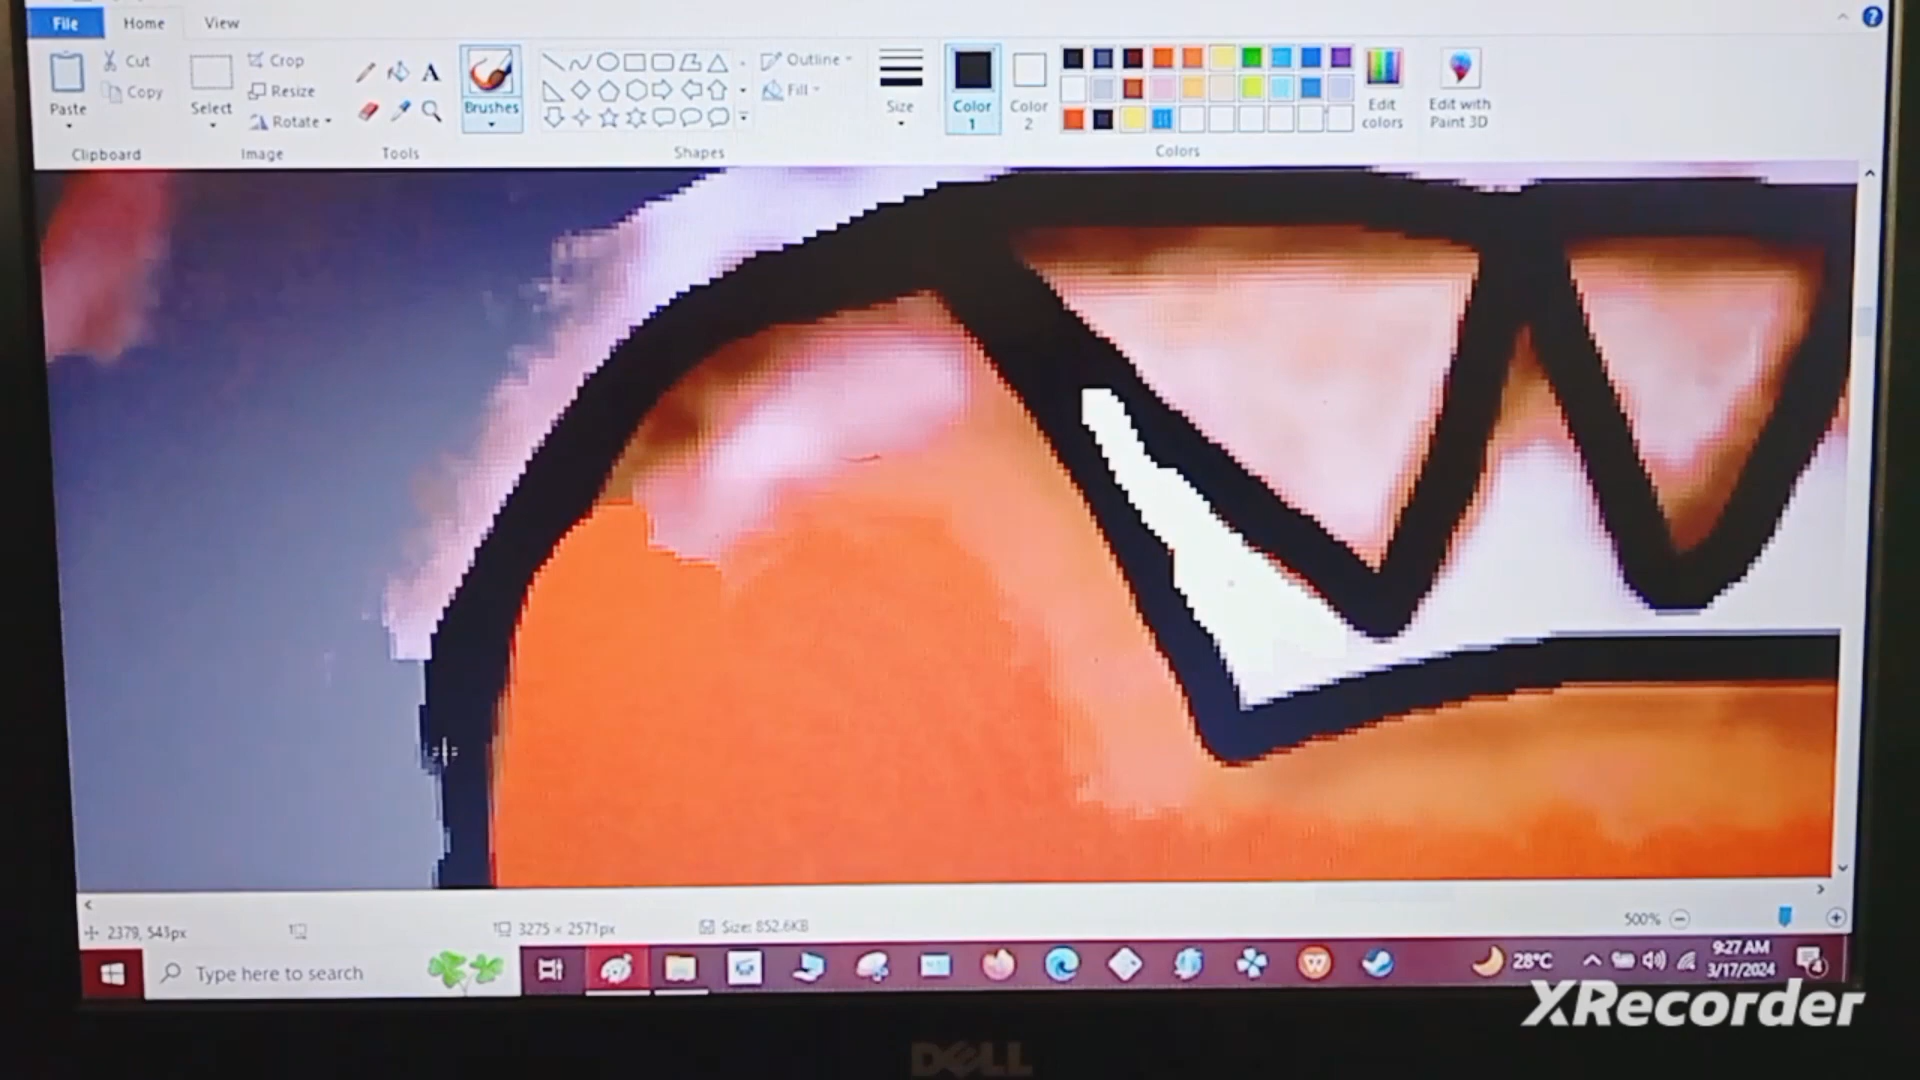 File Home View
Cut
Copy
Paste
Clipboard
Crop
Resize
Rotate
Select
Image
Tools
Brushes
Shapes
Outline
Fill
Size
Color
1
Color
2
Edit
colors
Colors
Edit with
Paint 3D
2379, 543px
3275 × 2571px
Size: 852.6KB
500%
Type here to search
28°C
9:27 AM
3/17/2024
4
XRecorder
DELL